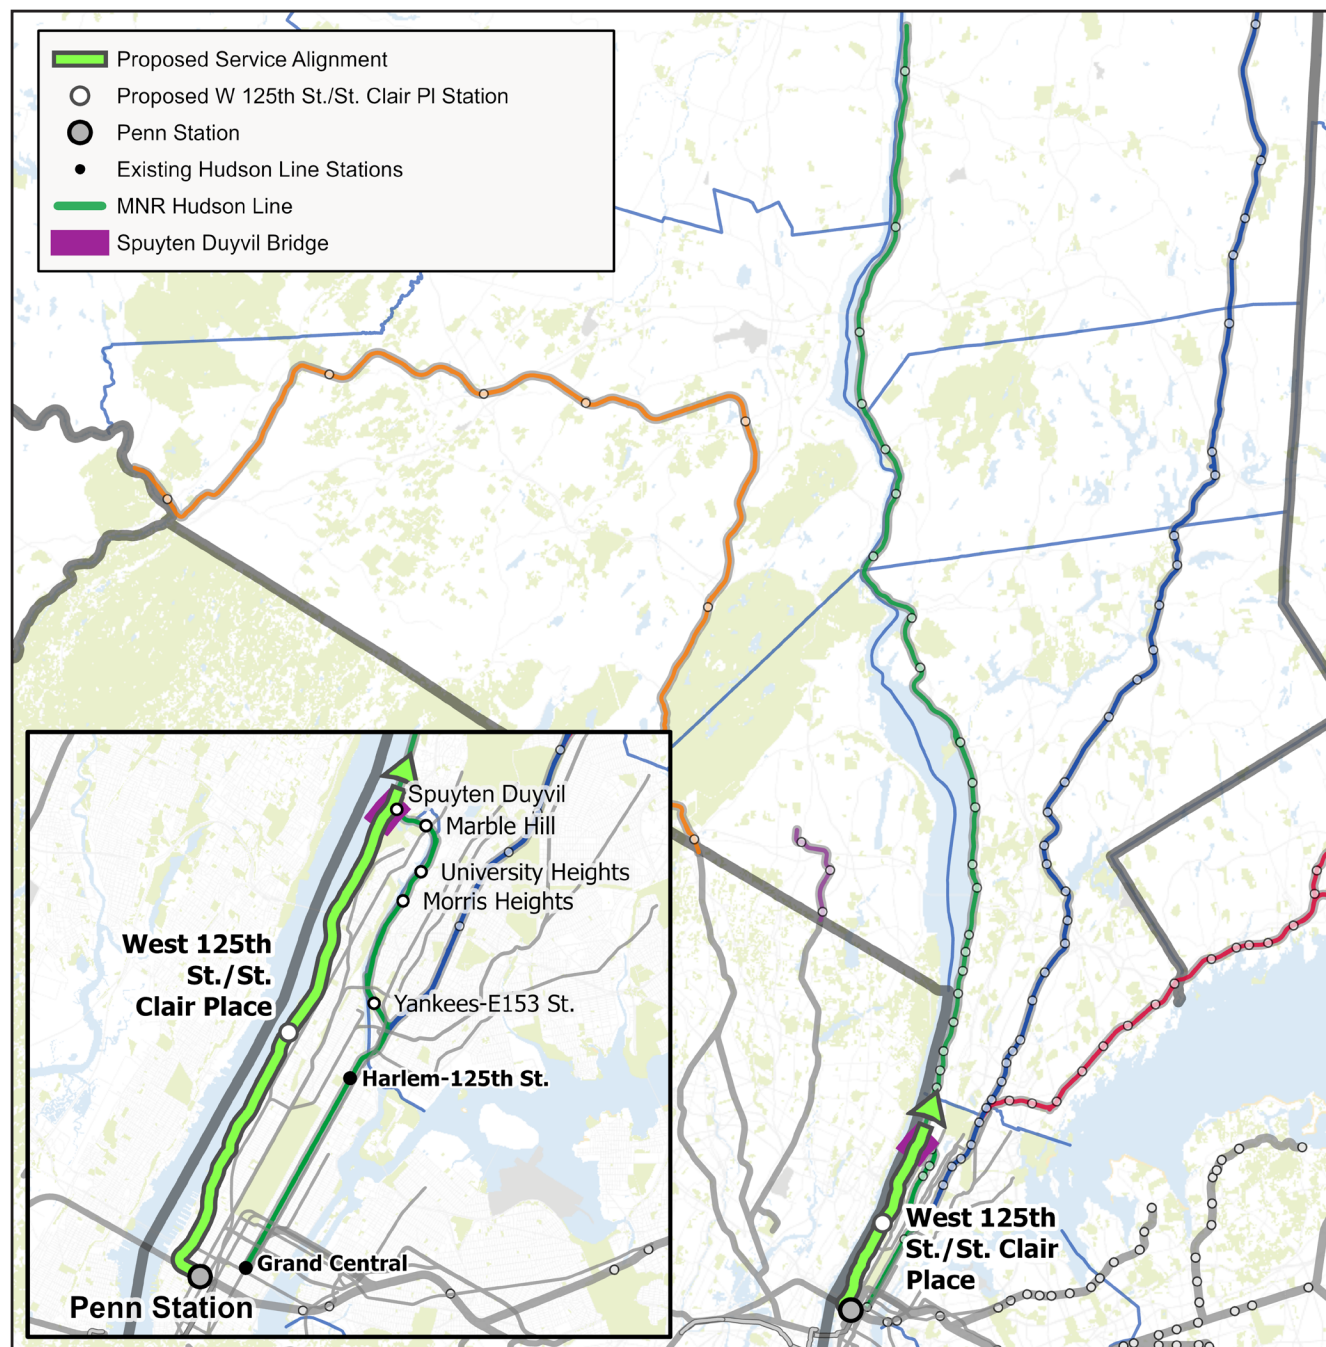 Proposed Service Alignment
Proposed W 125th St./St. Clair Pl Station
Penn Station
Existing Hudson Line Stations
MNR Hudson Line
Spuyten Duyvil Bridge
Spuyten Duyvil
Marble Hill
University Heights
Morris Heights
West 125th
St./St.
Clair Place
Yankees-E153 St.
Harlem-125th St.
Grand Central
Penn Station
West 125th
St./St. Clair
Place